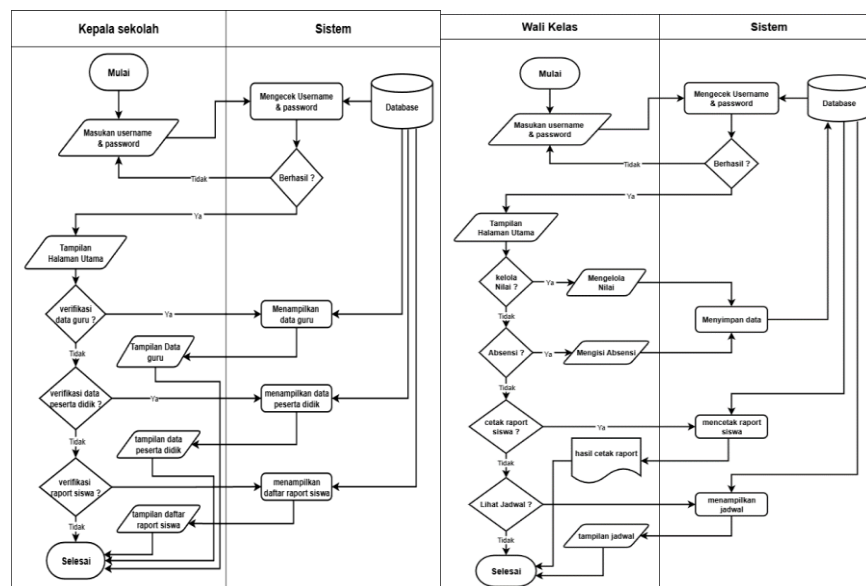 Kepala sekolah
Sistem
Mulai
Masukan username
& password
Mengecek Username
& password
Database
Berhasil ?
Tidak
Ya
Tampilan
Halaman Utama
verifikasi
data guru ?
Ya
Menampilkan
data guru
Tidak
Tampilan Data
guru
verifikasi data
peserta didik ?
Ya
menampilkan data
peserta didik
Tidak
tampilan data
peserta didik
verifikasi
raport siswa ?
menampilkan
daftar raport siswa
Tidak
tampilan daftar
raport siswa
Selesai
Wali Kelas
Sistem
Mulai
Masukan username
& password
Mengecek Username
& password
Database
Berhasil ?
Tidak
Ya
Tampilan
Halaman Utama
kelola
Nilai ?
Ya
Mengelola
Nilai
Menyimpan data
Tidak
Absensi ?
Ya
Mengisi Absensi
Tidak
cetak raport
siswa ?
Ya
mencetak raport
siswa
hasil cetak raport
Tidak
Lihat Jadwal ?
menampilkan
jadwal
Tidak
tampilan jadwal
Selesai